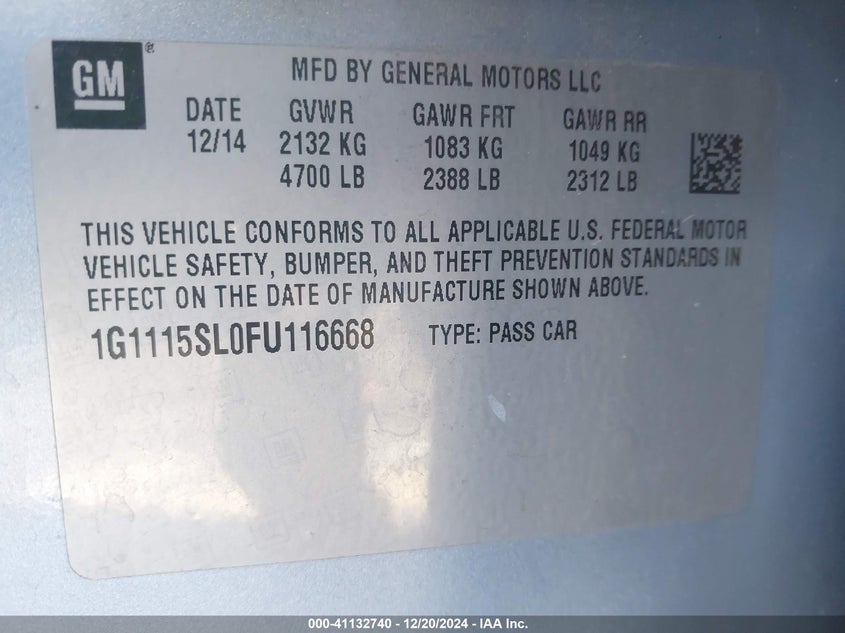 GM
®
MFD BY GENERAL MOTORS LLC
DATE GVWR GAWR FRT GAWR RR
12/14 2132 KG 1083 KG 1049 KG
4700 LB 2388 LB 2312 LB
THIS VEHICLE CONFORMS TO ALL APPLICABLE U.S. FEDERAL MOTOR
VEHICLE SAFETY, BUMPER, AND THEFT PREVENTION STANDARDS IN
EFFECT ON THE DATE OF MANUFACTURE SHOWN ABOVE.
1G1115SL0FU116668 TYPE: PASS CAR
000-41132740 - 12/20/2024 - IAA Inc.